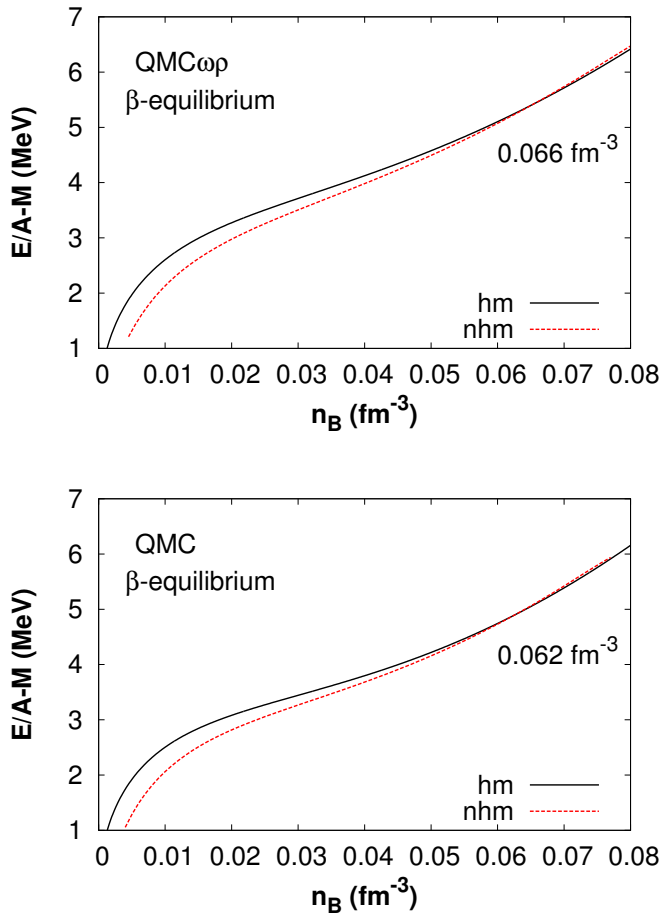 7
6
5
4
3
2
1
E/A-M (MeV)
QMCωρ
β-equilibrium
0.066 fm⁻³
hm
nhm
0 0.01 0.02 0.03 0.04 0.05 0.06 0.07 0.08
n_B (fm⁻³)
7
6
5
4
3
2
1
E/A-M (MeV)
QMC
β-equilibrium
0.062 fm⁻³
hm
nhm
0 0.01 0.02 0.03 0.04 0.05 0.06 0.07 0.08
n_B (fm⁻³)